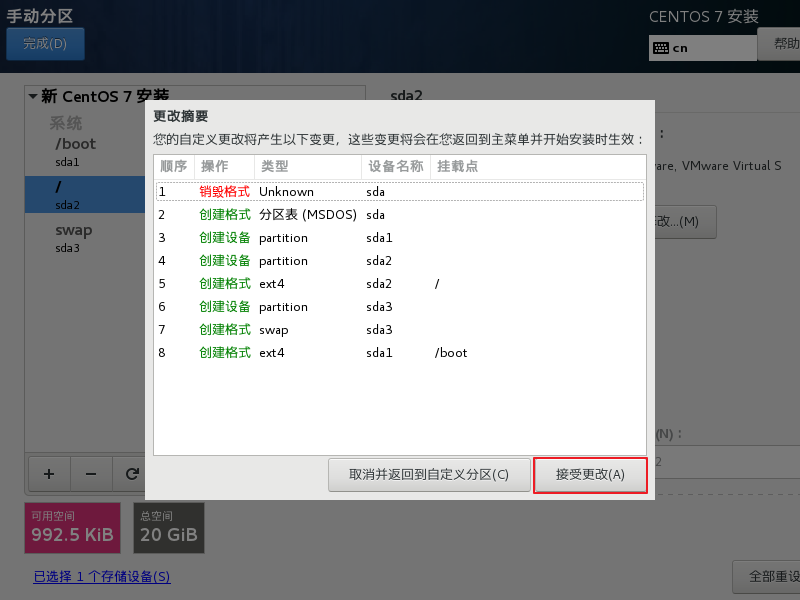 手动分区
CENTOS 7 安装
完成(D)
cn
帮助
新 CentOS 7 安装
sda2
系统
/boot
sda1
/
sda2
swap
sda3
are, VMware Virtual S
改...(M)
(N)：
2
更改摘要
您的自定义更改将产生以下变更，这些变更将会在您返回到主菜单并开始安装时生效：
顺序 操作 类型 设备名称 挂载点
1 销毁格式 Unknown sda
2 创建格式 分区表 (MSDOS) sda
3 创建设备 partition sda1
4 创建设备 partition sda2
5 创建格式 ext4 sda2 /
6 创建设备 partition sda3
7 创建格式 swap sda3
8 创建格式 ext4 sda1 /boot
取消并返回到自定义分区(C)
接受更改(A)
可用空间
992.5 KiB
总空间
20 GiB
已选择 1 个存储设备(S)
全部重设